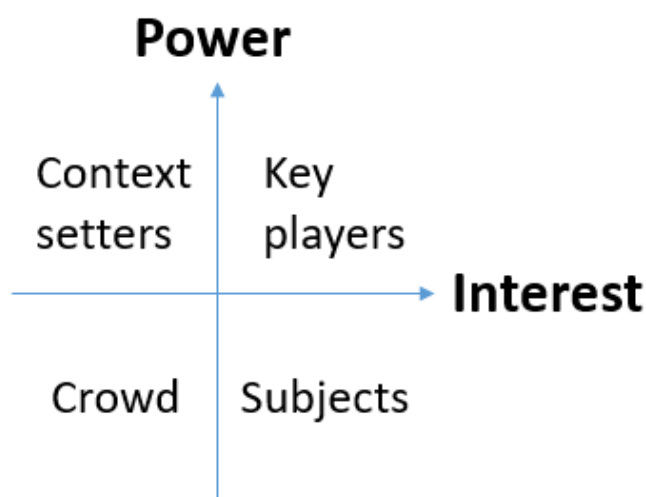 Power
Context
setters
Key
players
Interest
Crowd
Subjects